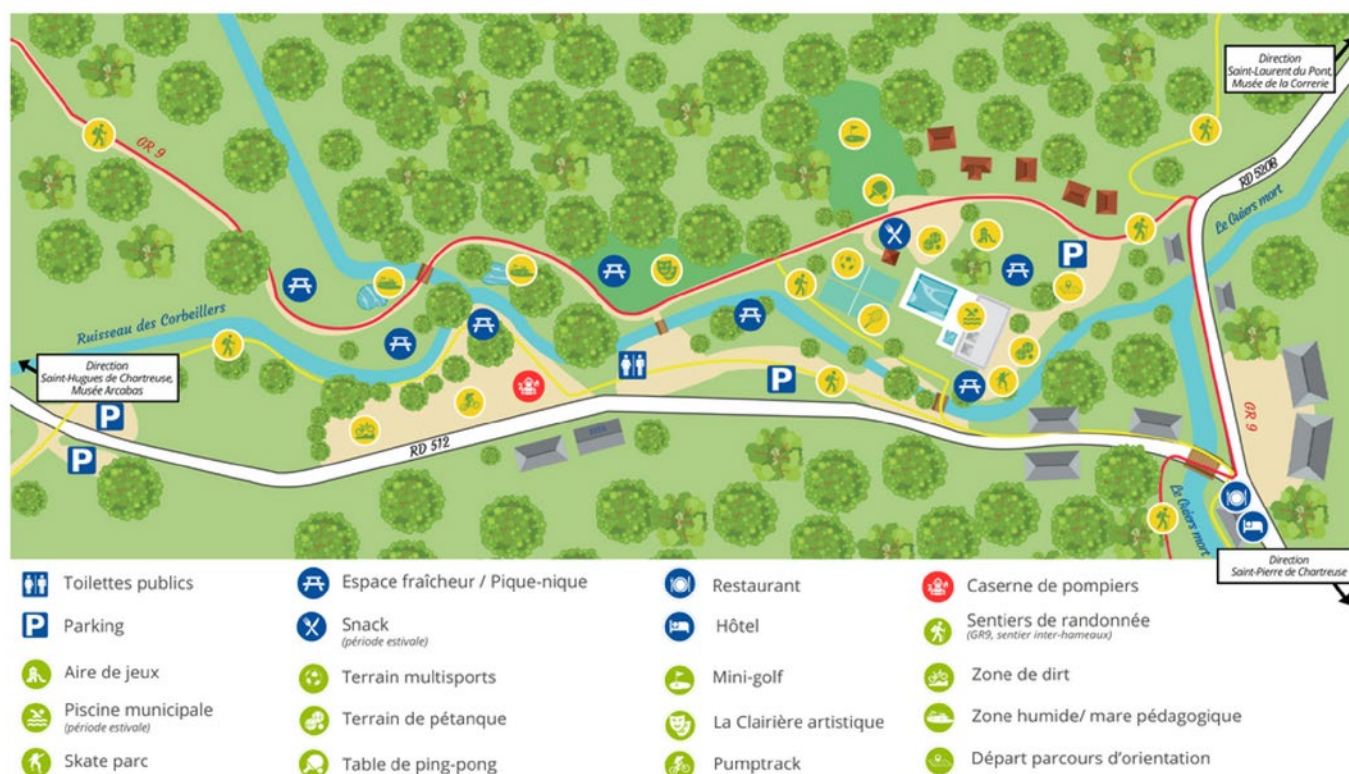 Direction
Saint-Laurent du Pont,
Musée de la Correrie
GR 9
RD 520B
Le Guiers mort
P
Ruisseau des Corbeillers
Direction
Saint-Hugues de Chartreuse,
Musée Arcabas
P
P
P
RD 512
GR 9
Le Guiers mort
Direction
Saint-Pierre de Chartreuse
Toilettes publics
Espace fraîcheur / Pique-nique
Restaurant
Caserne de pompiers
P Parking
Snack
(période estivale)
Hôtel
Sentiers de randonnée
(GR9, sentier inter-hameaux)
Aire de jeux
Terrain multisports
Mini-golf
Zone de dirt
Piscine municipale
(période estivale)
Terrain de pétanque
La Clairière artistique
Zone humide/ mare pédagogique
Skate parc
Table de ping-pong
Pumptrack
Départ parcours d'orientation